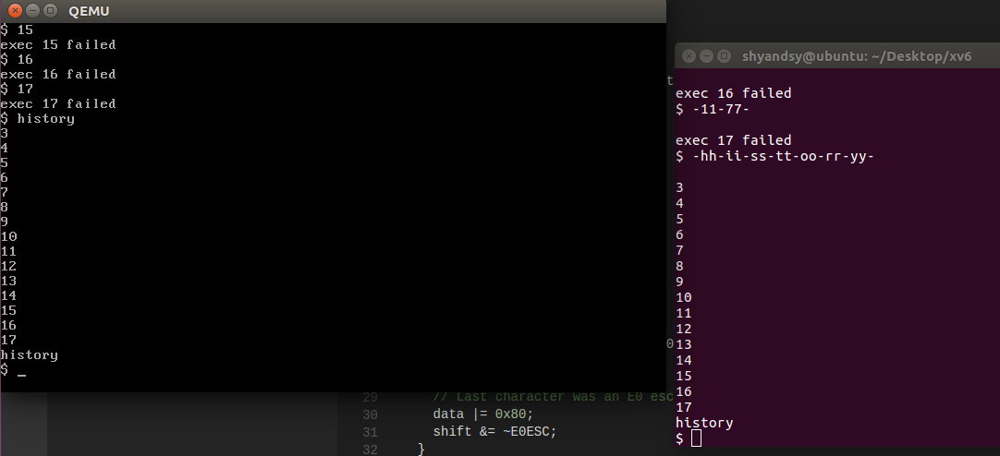 QEMU
$ 15
exec 15 failed
$ 16
exec 16 failed
$ 17
exec 17 failed
$ history
3
4
5
6
7
8
9
10
11
12
13
14
15
16
17
history
$ _
shyandsy@ubuntu: ~/Desktop/xv6
exec 16 failed
$ -11-77-
exec 17 failed
$ -hh-ii-ss-tt-oo-rr-yy-
3
4
5
6
7
8
9
10
11
12
13
14
15
16
17
history
$
t
0
29 // Last character was an E0 esc
30 data |= 0x80;
31 shift &= ~E0ESC;
32 }